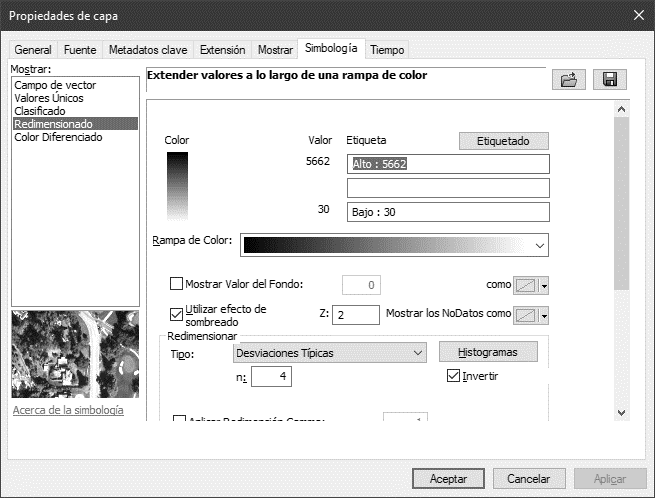 Propiedades de capa
General Fuente Metadatos clave Extensión Mostrar Simbología Tiempo
Mostrar:
Campo de vector
Valores Únicos
Clasificado
Redimensionado
Color Diferenciado
Acerca de la simbología
Extender valores a lo largo de una rampa de color
Color Valor Etiqueta Etiquetado
5662 Alto : 5662
30 Bajo : 30
Rampa de Color:
Mostrar Valor del Fondo: 0 como
Utilizar efecto de
sombreado
Z: 2 Mostrar los NoDatos como
Redimensionar
Tipo: Desviaciones Típicas Histogramas
n: 4 Invertir
Aplicar Redimención Gamma: 1
Aceptar Cancelar Aplicar